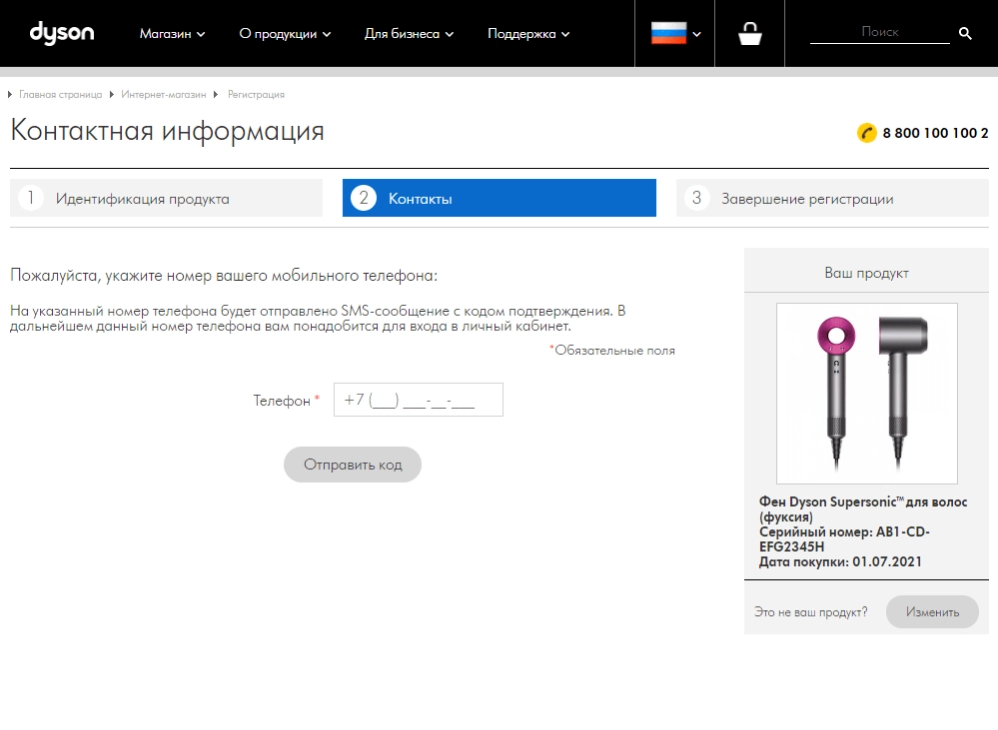 dyson
Магазин
О продукции
Для бизнеса
Поддержка
Поиск
Главная страница
Интернет-магазин
Регистрация
Контактная информация
8 800 100 100 2
1 Идентификация продукта
2 Контакты
3 Завершение регистрации
Пожалуйста, укажите номер вашего мобильного телефона:
На указанный номер телефона будет отправлено SMS-сообщение с кодом подтверждения. В
дальнейшем данный номер телефона вам понадобится для входа в личный кабинет.
*Обязательные поля
Телефон * +7 (___) ___-__-___
Отправить код
Ваш продукт
Фен Dyson Supersonic™ для волос
(фуксия)
Серийный номер: AB1-CD-
EFG2345H
Дата покупки: 01.07.2021
Это не ваш продукт?
Изменить